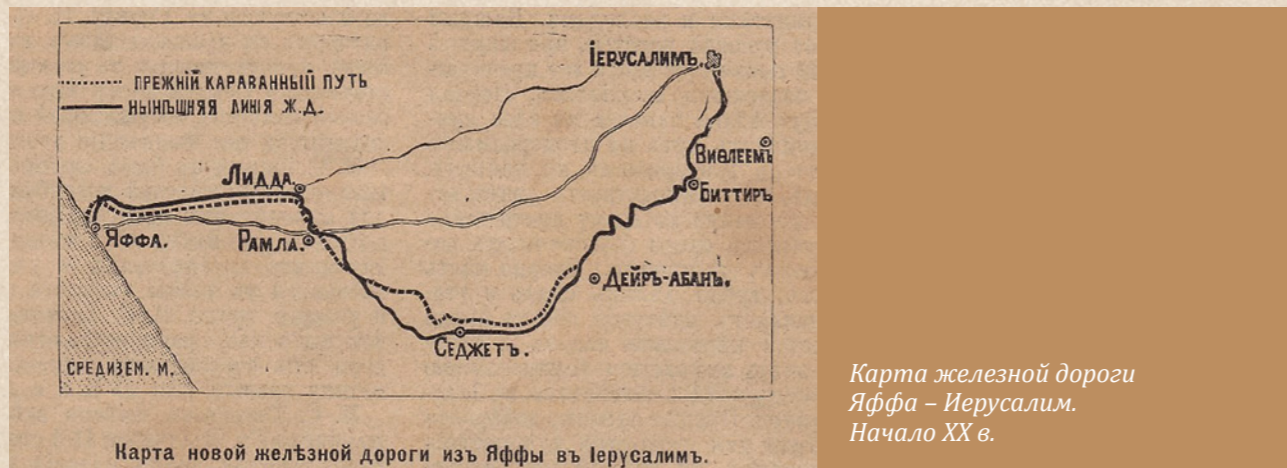 Іерусалимъ.
........ ПРЕЖНІЙ КАРАВАННЫЙ ПУТЬ
НЫНѢШНЯЯ ЛИНІЯ Ж.Д.
Виѳлеемъ
Лидда.
Биттиръ
Яффа.
Рамла.
Дейръ-абанъ.
Седжетъ.
СРЕДИЗЕМ. М.
Карта новой желѣзной дороги изъ Яффы въ Іерусалимъ.
Карта железной дороги
Яффа – Иерусалим.
Начало XX в.